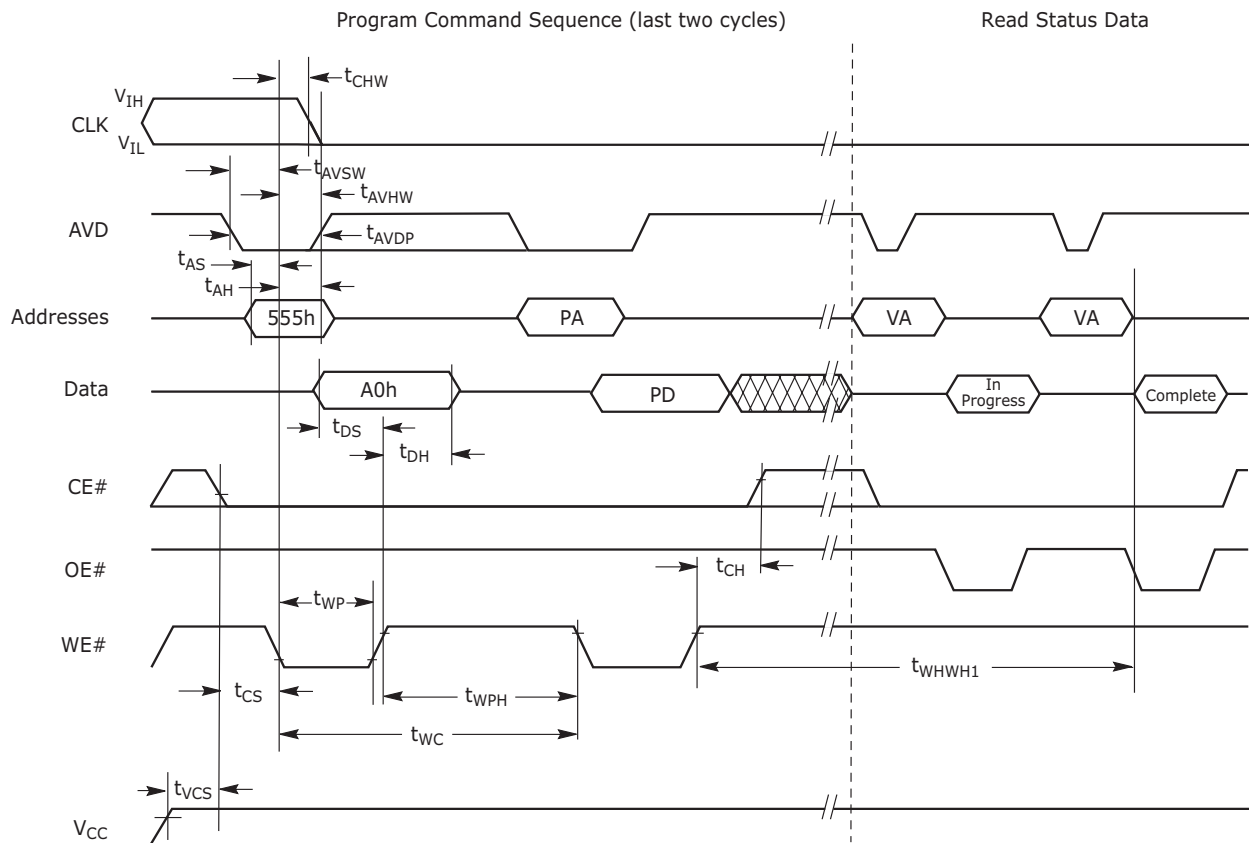 Program Command Sequence (last two cycles)
Read Status Data
tCHW
VIH
CLK
VIL
tAVSW
tAVHW
AVD
tAVDP
tAS
tAH
Addresses
555h
PA
VA
VA
Data
A0h
PD
In
Progress
Complete
tDS
tDH
CE#
OE#
tCH
tWP
WE#
tWHWH1
tCS
tWPH
tWC
tVCS
VCC